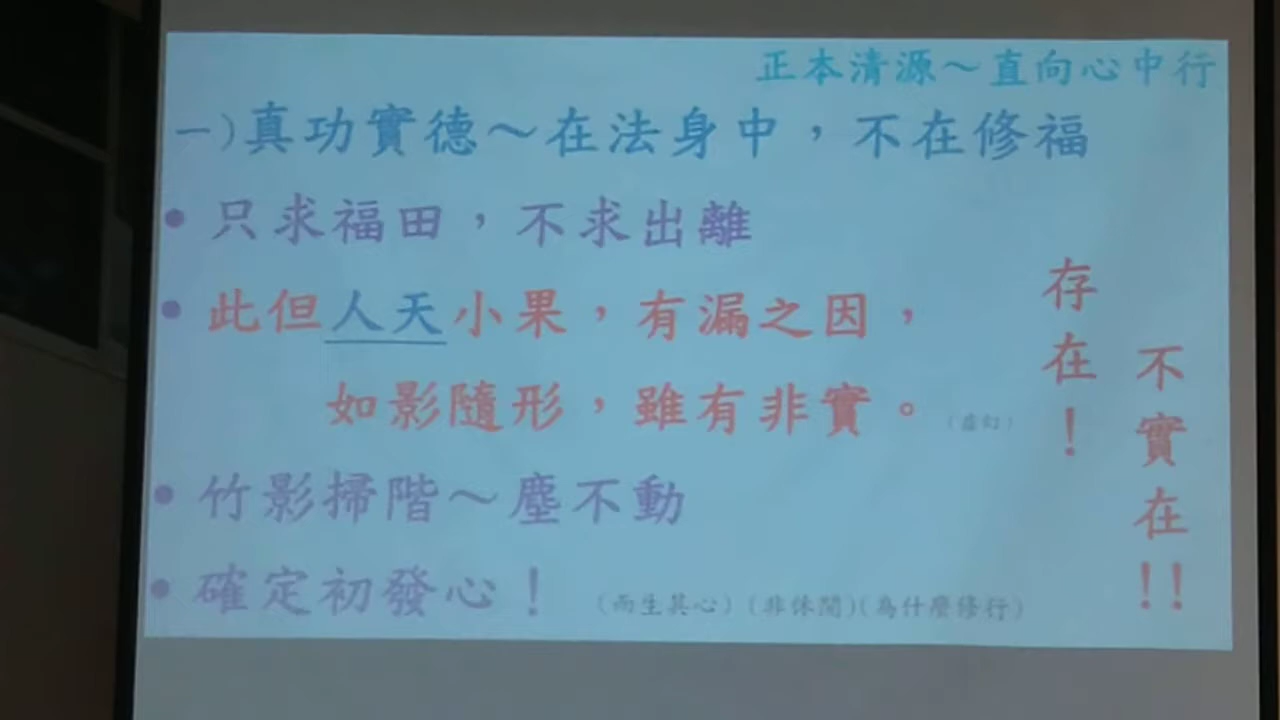 正本清源～直向心中行
一)真功實德～在法身中，不在修福
• 只求福田，不求出離
• 此但人天小果，有漏之因，
如影隨形，雖有非實。(虛幻)
• 竹影掃階～塵不動
• 確定初發心！ (而生其心)(非休閒)(為什麼修行)
存在！
不實在!!